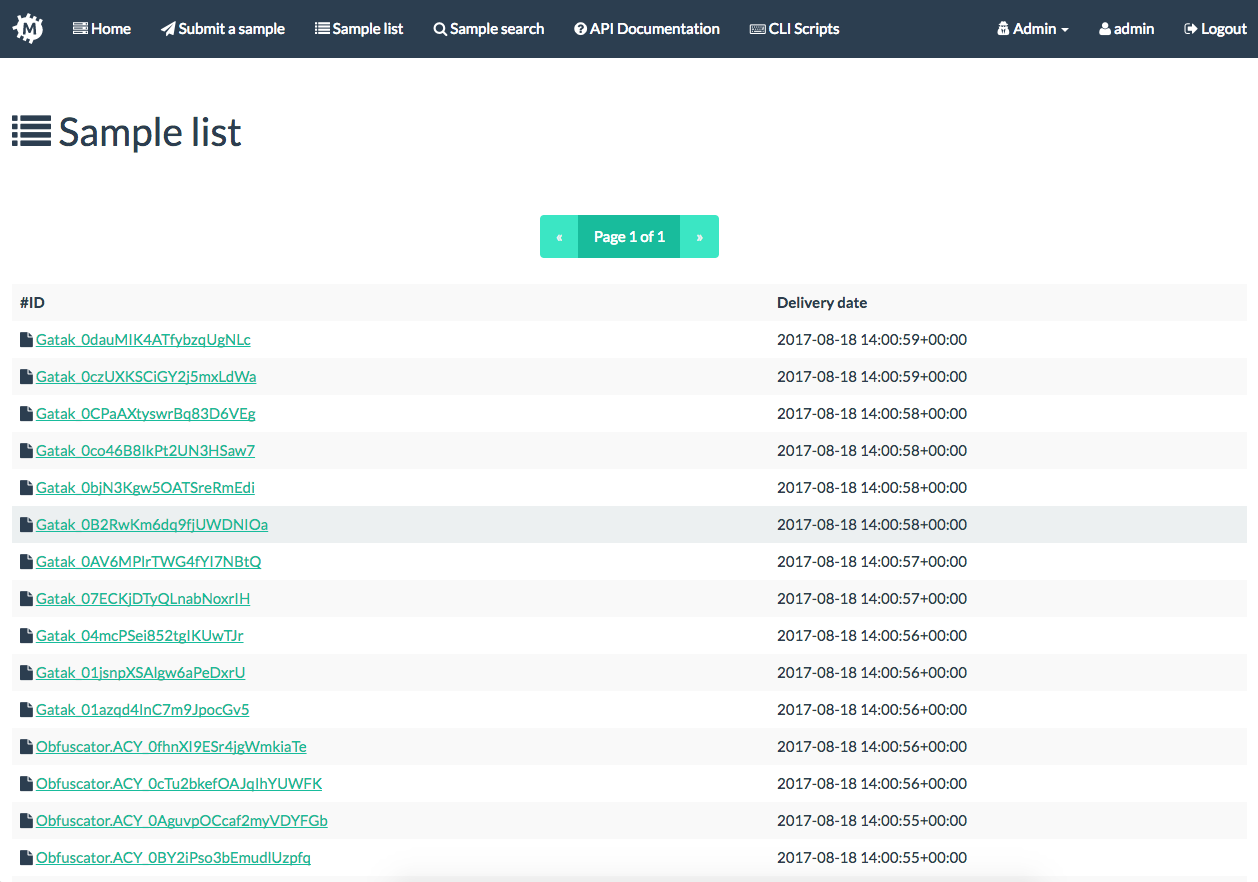 M Home Submit a sample Sample list Sample search API Documentation CLI Scripts Admin admin Logout
Sample list
« Page 1 of 1 »
#ID Delivery date
Gatak_0dauMIK4ATfybzqUgNLc 2017-08-18 14:00:59+00:00
Gatak_0czUXKSCiGY2j5mxLdWa 2017-08-18 14:00:59+00:00
Gatak_0CPaAXtyswrBq83D6VEg 2017-08-18 14:00:58+00:00
Gatak_0co46B8IkPt2UN3HSaw7 2017-08-18 14:00:58+00:00
Gatak_0bjN3Kgw5OATSreRmEdi 2017-08-18 14:00:58+00:00
Gatak_0B2RwKm6dq9fjUWDNIOa 2017-08-18 14:00:58+00:00
Gatak_0AV6MPlrTWG4fYI7NBtQ 2017-08-18 14:00:57+00:00
Gatak_07ECKjDTyQLnabNoxrIH 2017-08-18 14:00:57+00:00
Gatak_04mcPSei852tgIKUwTJr 2017-08-18 14:00:56+00:00
Gatak_01jsnpXSAlgw6aPeDxrU 2017-08-18 14:00:56+00:00
Gatak_01azqd4InC7m9JpocGv5 2017-08-18 14:00:56+00:00
Obfuscator.ACY_0fhnXI9ESr4jgWmkiaTe 2017-08-18 14:00:56+00:00
Obfuscator.ACY_0cTu2bkefOAJqIhYUWFK 2017-08-18 14:00:56+00:00
Obfuscator.ACY_0AguvpOCcaf2myVDYFGb 2017-08-18 14:00:55+00:00
Obfuscator.ACY_0BY2iPso3bEmudlUzpfq 2017-08-18 14:00:55+00:00